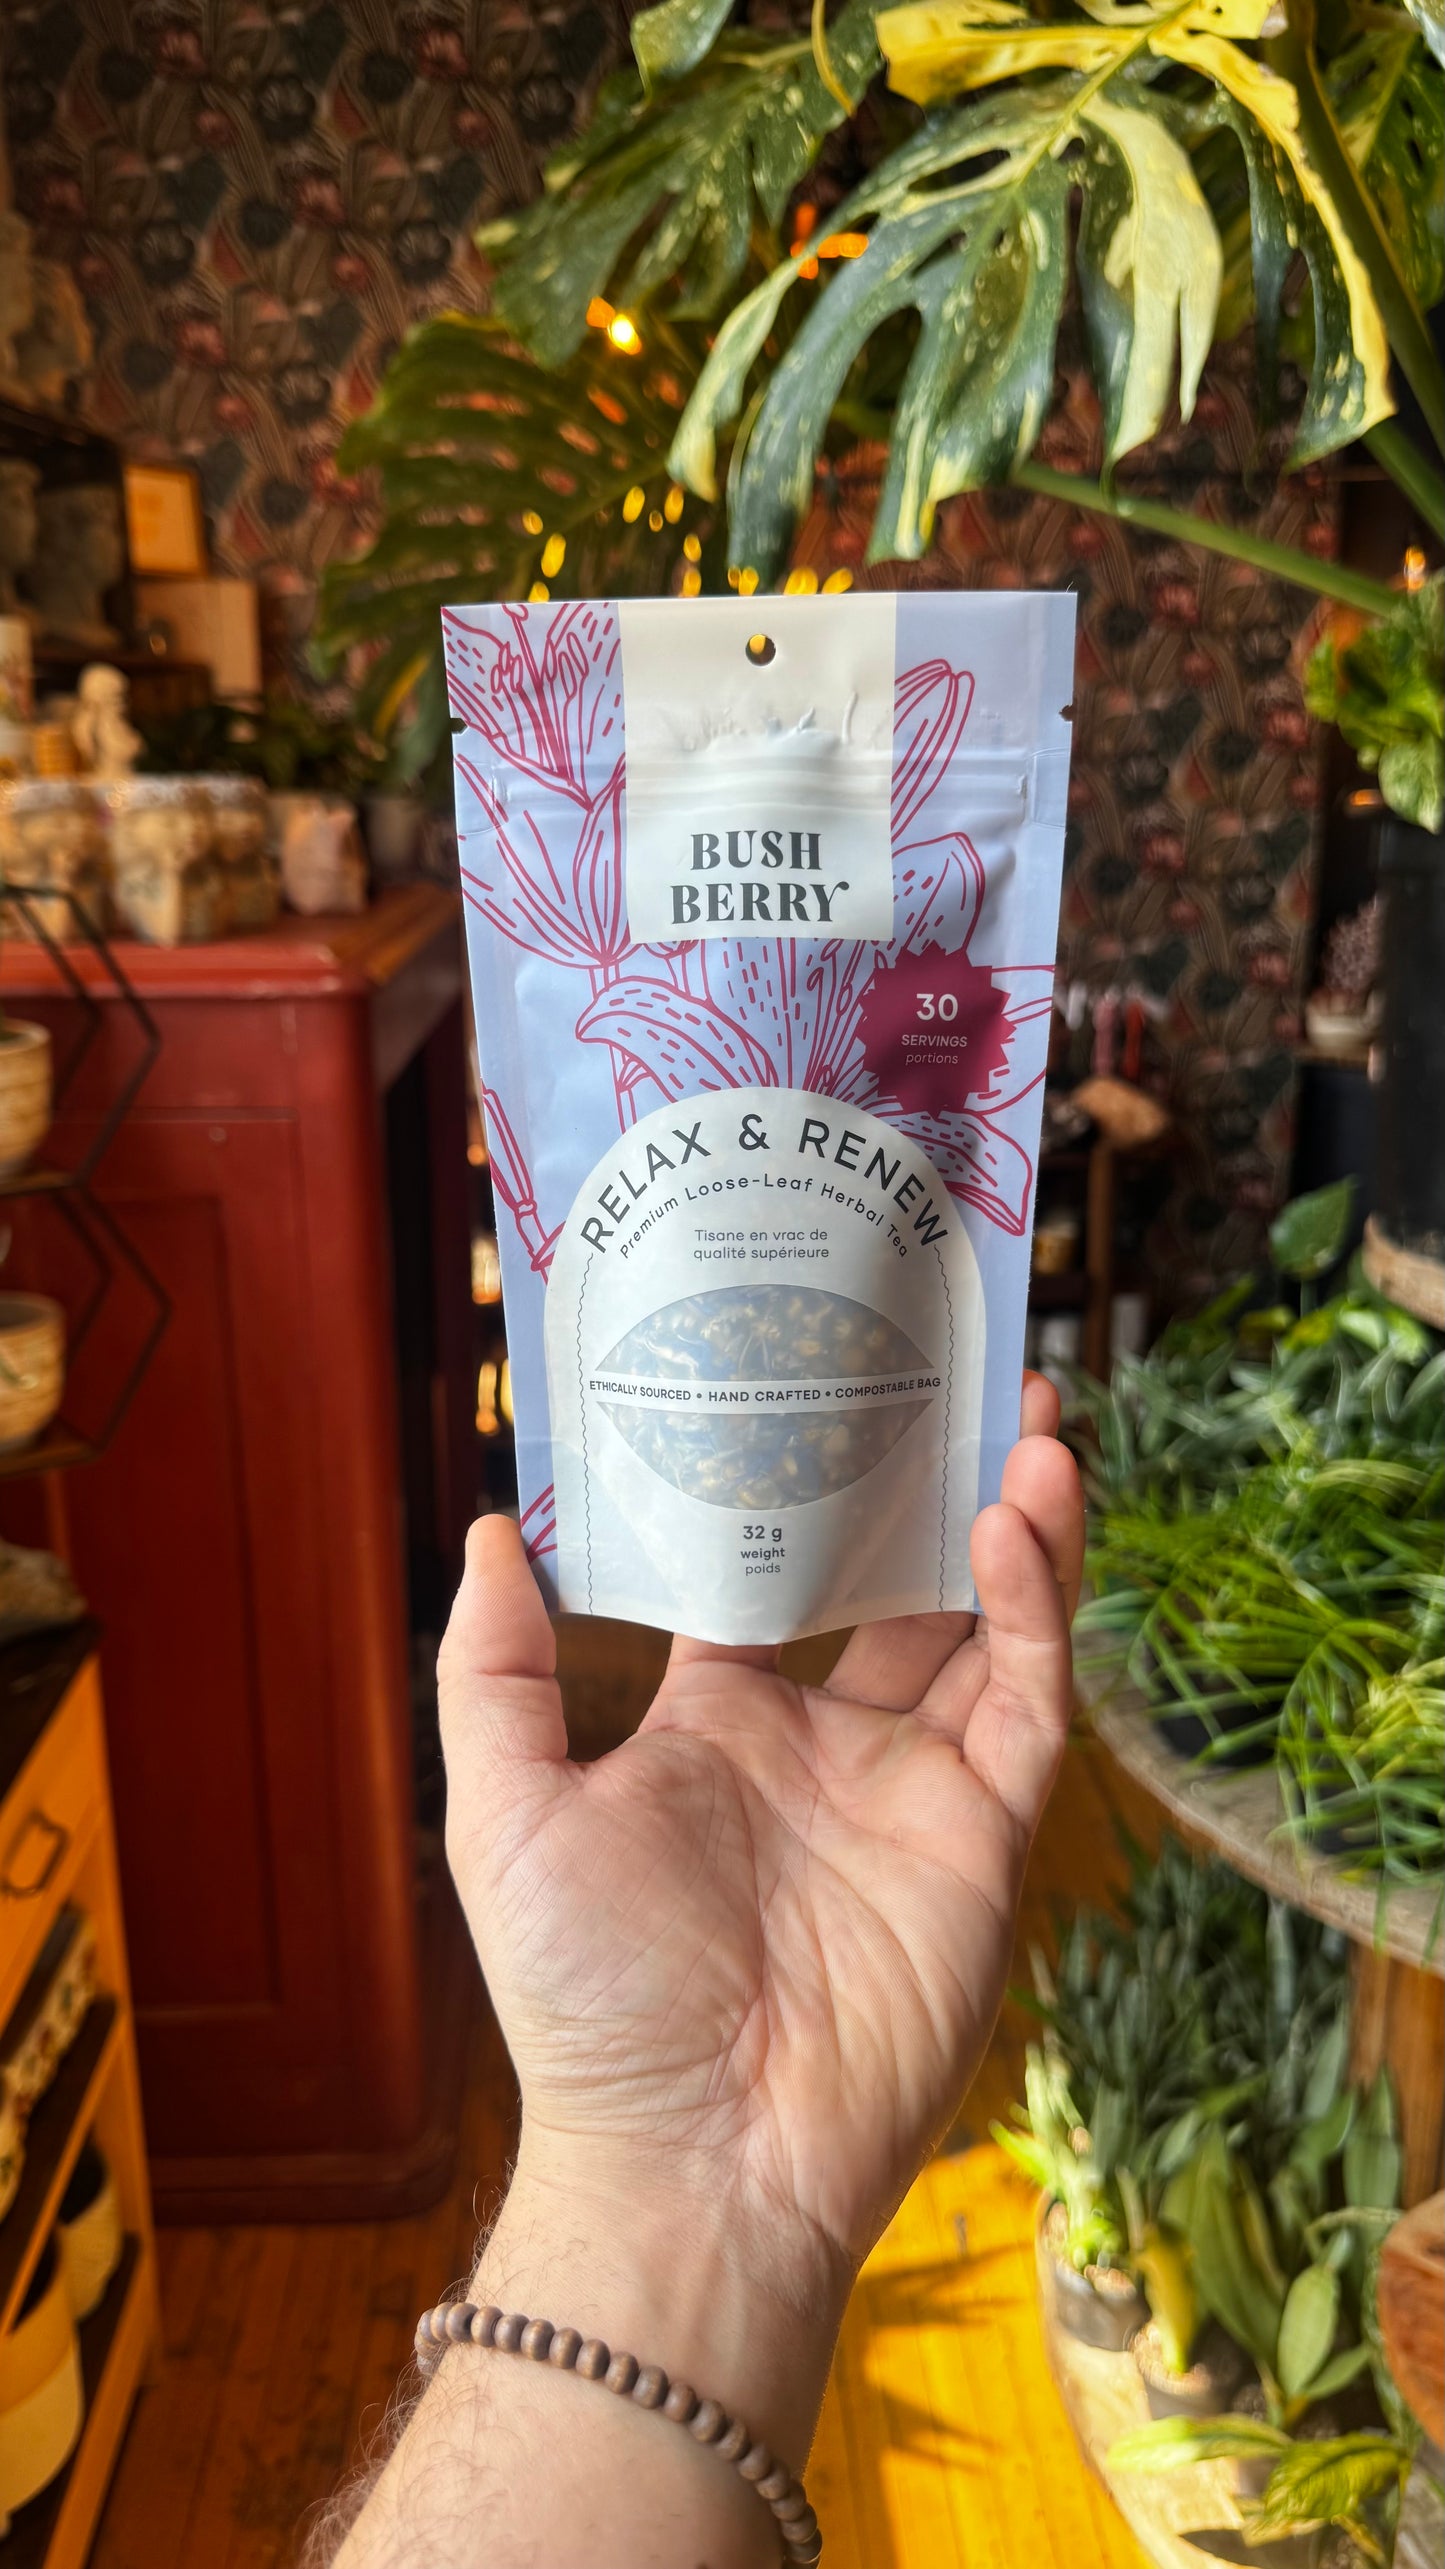 BUSH
BERRY
30
SERVINGS
portions
RELAX & RENEW
Premium Loose-Leaf Herbal Tea
Tisane en vrac de
qualité supérieure
ETHICALLY SOURCED • HAND CRAFTED • COMPOSTABLE BAG
32 g
weight
poids